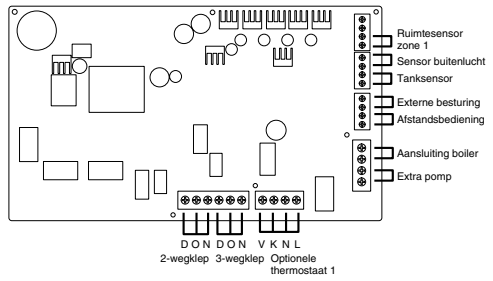 Ruimtesensor
zone 1
Sensor buitenlucht
Tanksensor
Externe besturing
Afstandsbediening
Aansluiting boiler
Extra pomp
D O N D O N V K N L
2-wegklep 3-wegklep Optionele
thermostaat 1